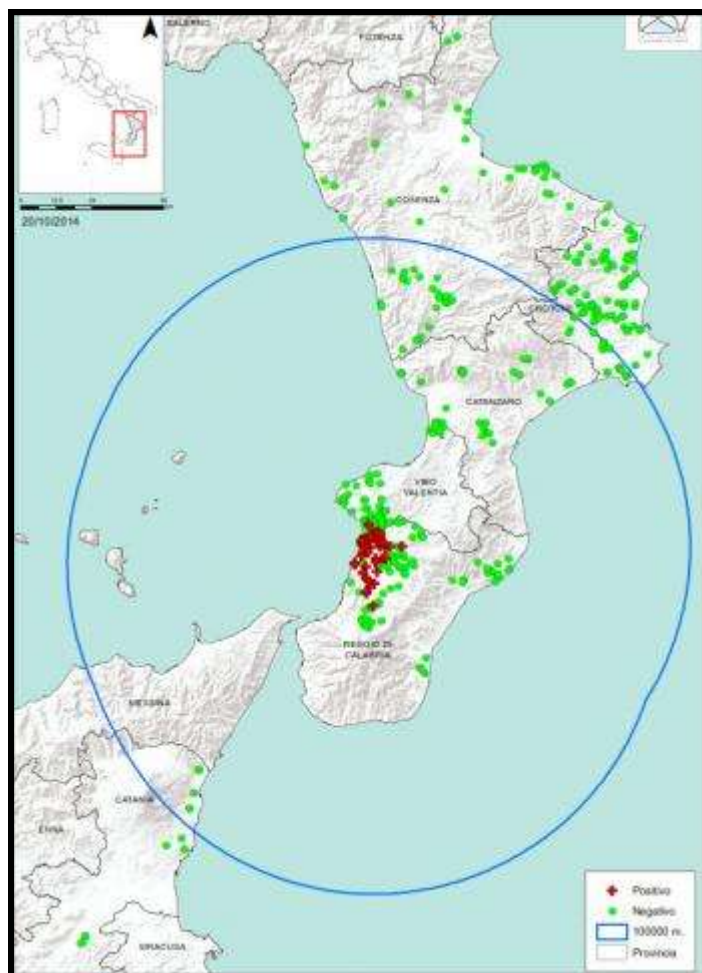 SALERNO
POTENZA
20/10/2014
COSENZA
CROTONE
CATANZARO
VIBO
VALENTIA
REGGIO DI
CALABRIA
MESSINA
CATANIA
ENNA
SIRACUSA
Positivo
Negativo
100000 m.
Provincia